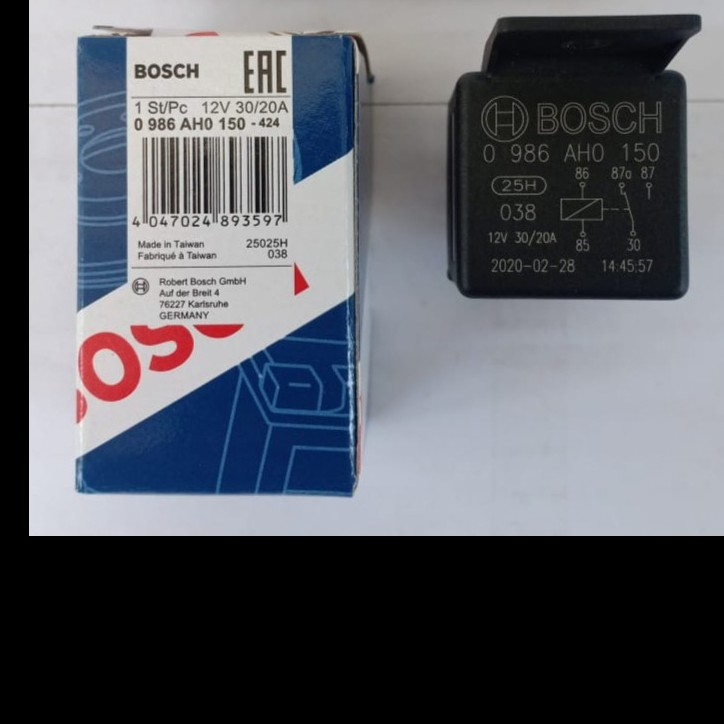 BOSCH EAC
1 St/Pc 12V 30/20A
0 986 AH0 150 - 424
4 047024 893597
Made in Taiwan 25025H
Fabriqué à Taiwan 038
Robert Bosch GmbH
Auf der Breit 4
76227 Karlsruhe
GERMANY
BOSCH
BOSCH
0 986 AH0 150
86 87a 87
25H
038
12V 30/20A
85 30
2020-02-28 14:45:57